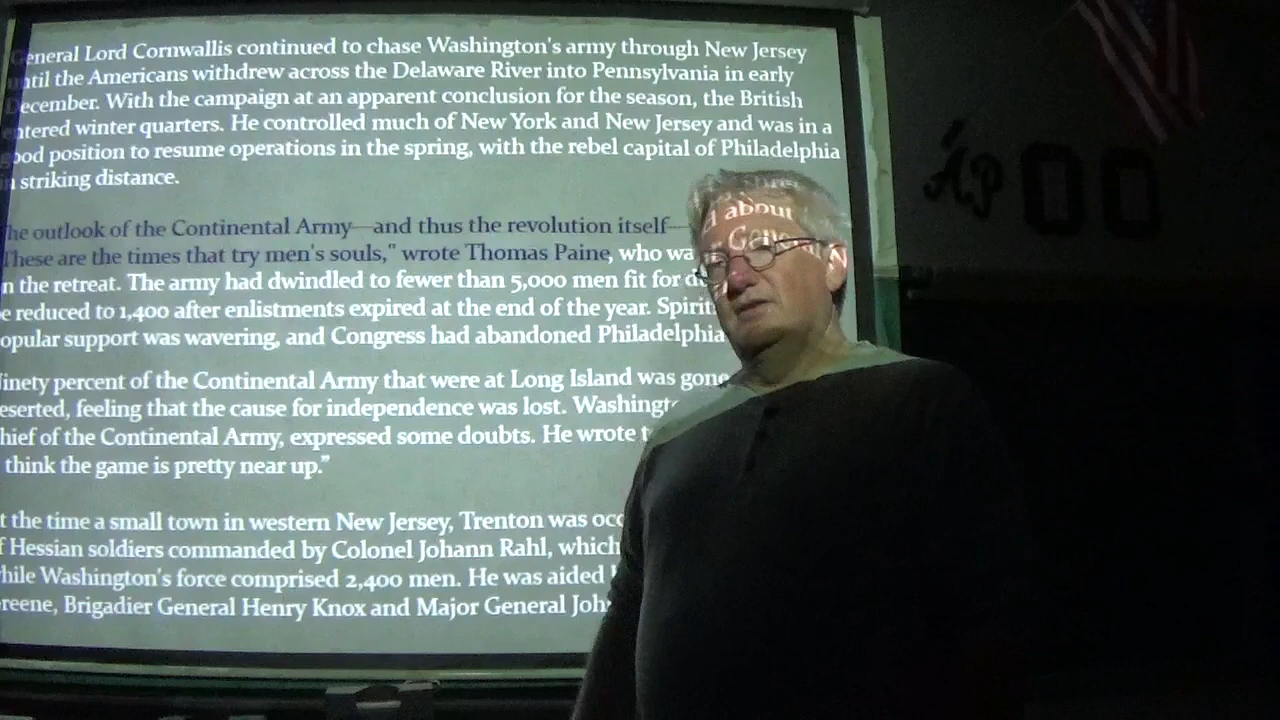 General Lord Cornwallis continued to chase Washington's army through New Jersey
until the Americans withdrew across the Delaware River into Pennsylvania in early
December. With the campaign at an apparent conclusion for the season, the British
entered winter quarters. He controlled much of New York and New Jersey and was in a
good position to resume operations in the spring, with the rebel capital of Philadelphia
in striking distance.
he outlook of the Continental Army—and thus the revolution itself—
These are the times that try men's souls," wrote Thomas Paine, who wa
n the retreat. The army had dwindled to fewer than 5,000 men fit for d
e reduced to 1,400 after enlistments expired at the end of the year. Spirit
opular support was wavering, and Congress had abandoned Philadelphia
inety percent of the Continental Army that were at Long Island was gone
eserted, feeling that the cause for independence was lost. Washingt
hief of the Continental Army, expressed some doubts. He wrote t
think the game is pretty near up.”
t the time a small town in western New Jersey, Trenton was occ
f Hessian soldiers commanded by Colonel Johann Rahl, which
hile Washington's force comprised 2,400 men. He was aided
reene, Brigadier General Henry Knox and Major General Joh
about
AP